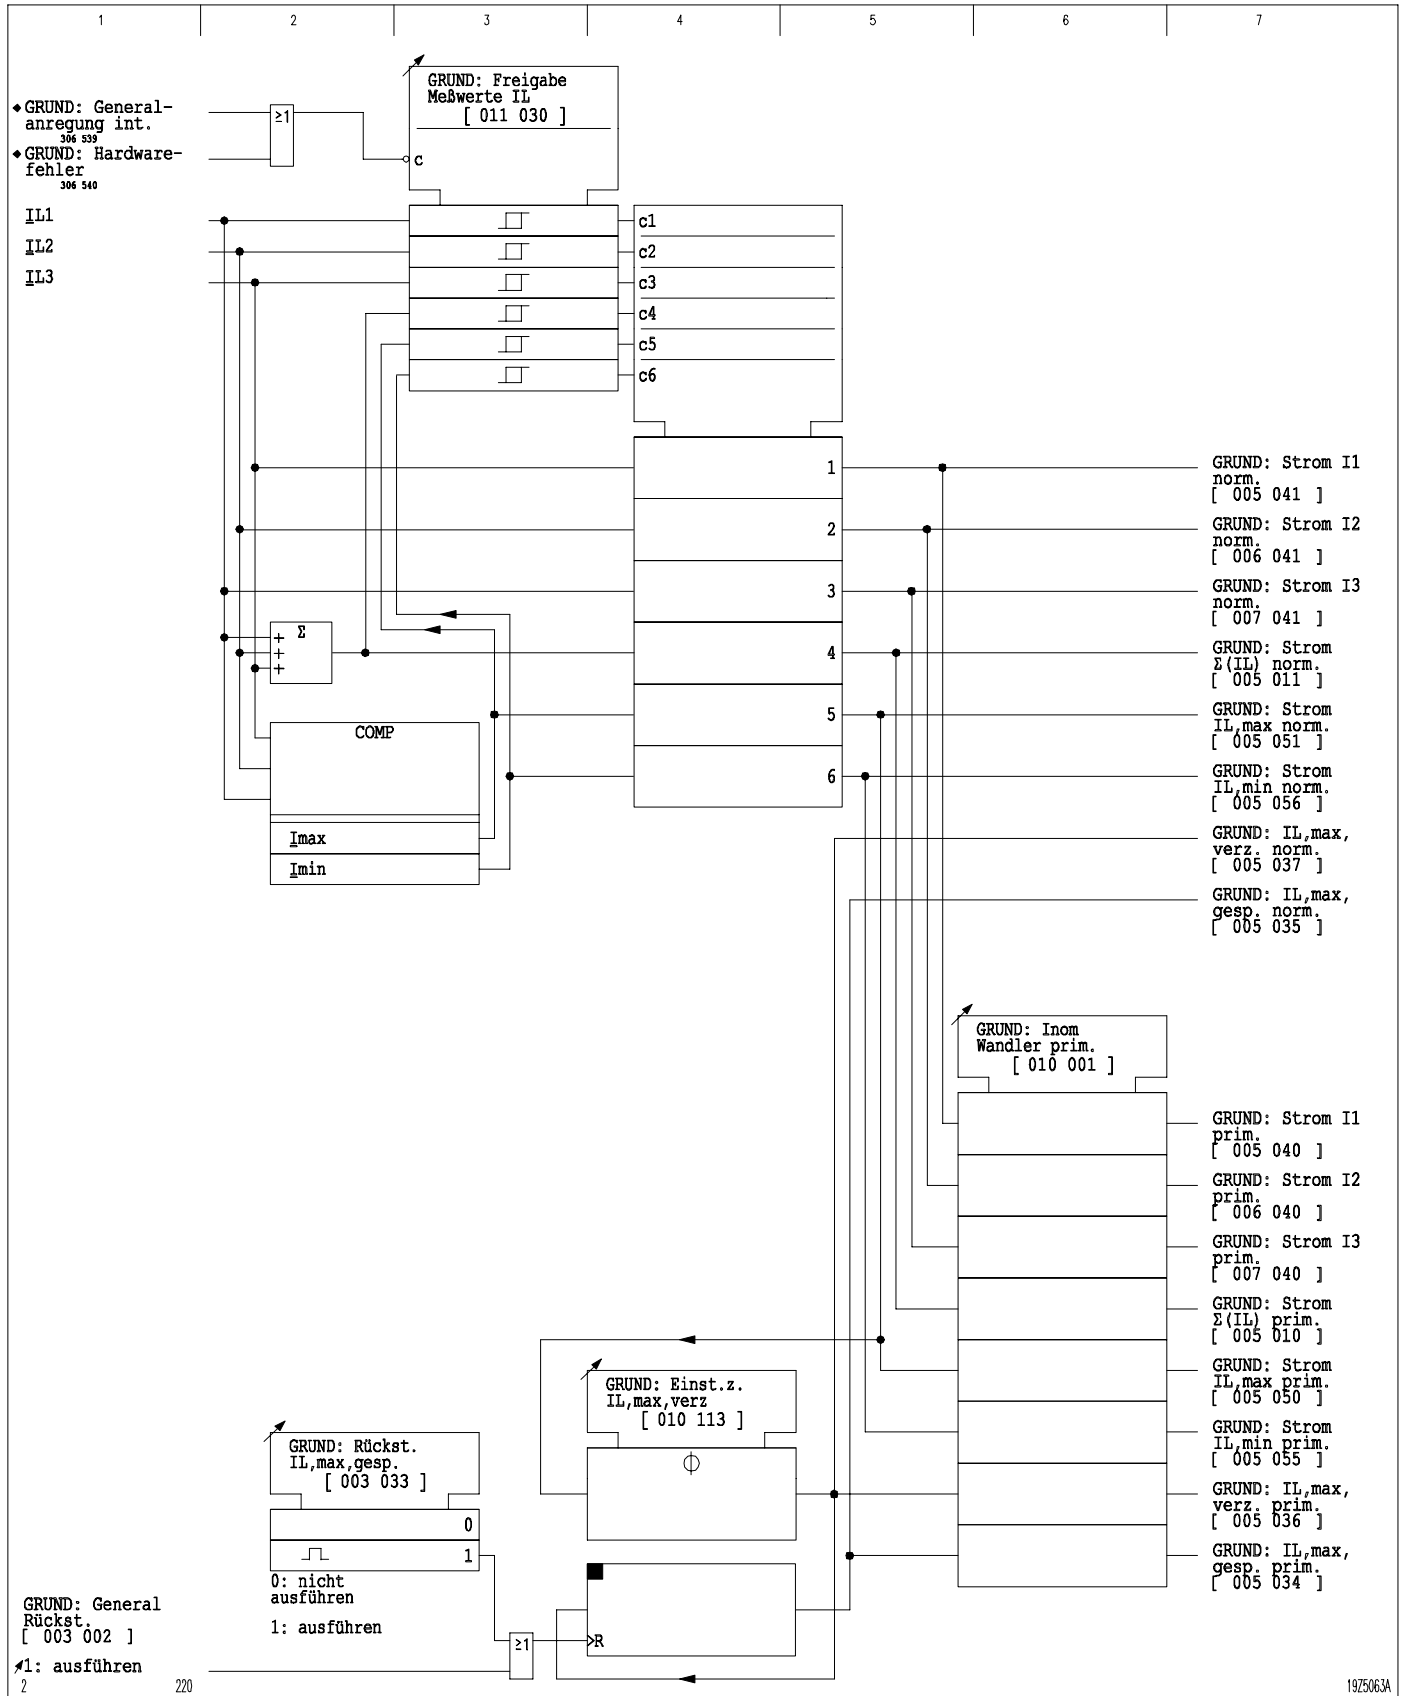 1 2 3 4 5 6 7
GRUND: Freigabe
Meßwerte IL
[ 011 030 ]
c
◆GRUND: General-
anregung int.
306 539
◆GRUND: Hardware-
fehler
306 540
≥1
IL1
IL2
IL3
c1
c2
c3
c4
c5
c6
1
2
3
4
5
6
+ Σ
+
+
COMP
Imax
Imin
GRUND: Strom I1
norm.
[ 005 041 ]
GRUND: Strom I2
norm.
[ 006 041 ]
GRUND: Strom I3
norm.
[ 007 041 ]
GRUND: Strom
Σ(IL) norm.
[ 005 011 ]
GRUND: Strom
IL,max norm.
[ 005 051 ]
GRUND: Strom
IL,min norm.
[ 005 056 ]
GRUND: IL,max,
verz. norm.
[ 005 037 ]
GRUND: IL,max,
gesp. norm.
[ 005 035 ]
GRUND: Inom
Wandler prim.
[ 010 001 ]
GRUND: Strom I1
prim.
[ 005 040 ]
GRUND: Strom I2
prim.
[ 006 040 ]
GRUND: Strom I3
prim.
[ 007 040 ]
GRUND: Strom
Σ(IL) prim.
[ 005 010 ]
GRUND: Strom
IL,max prim.
[ 005 050 ]
GRUND: Strom
IL,min prim.
[ 005 055 ]
GRUND: IL,max,
verz. prim.
[ 005 036 ]
GRUND: IL,max,
gesp. prim.
[ 005 034 ]
GRUND: Einst.z.
IL,max,verz
[ 010 113 ]
GRUND: Rückst.
IL,max,gesp.
[ 003 033 ]
0
1
0: nicht
ausführen
1: ausführen
≥1
R
GRUND: General
Rückst.
[ 003 002 ]
1: ausführen
2 220 19Z5063A